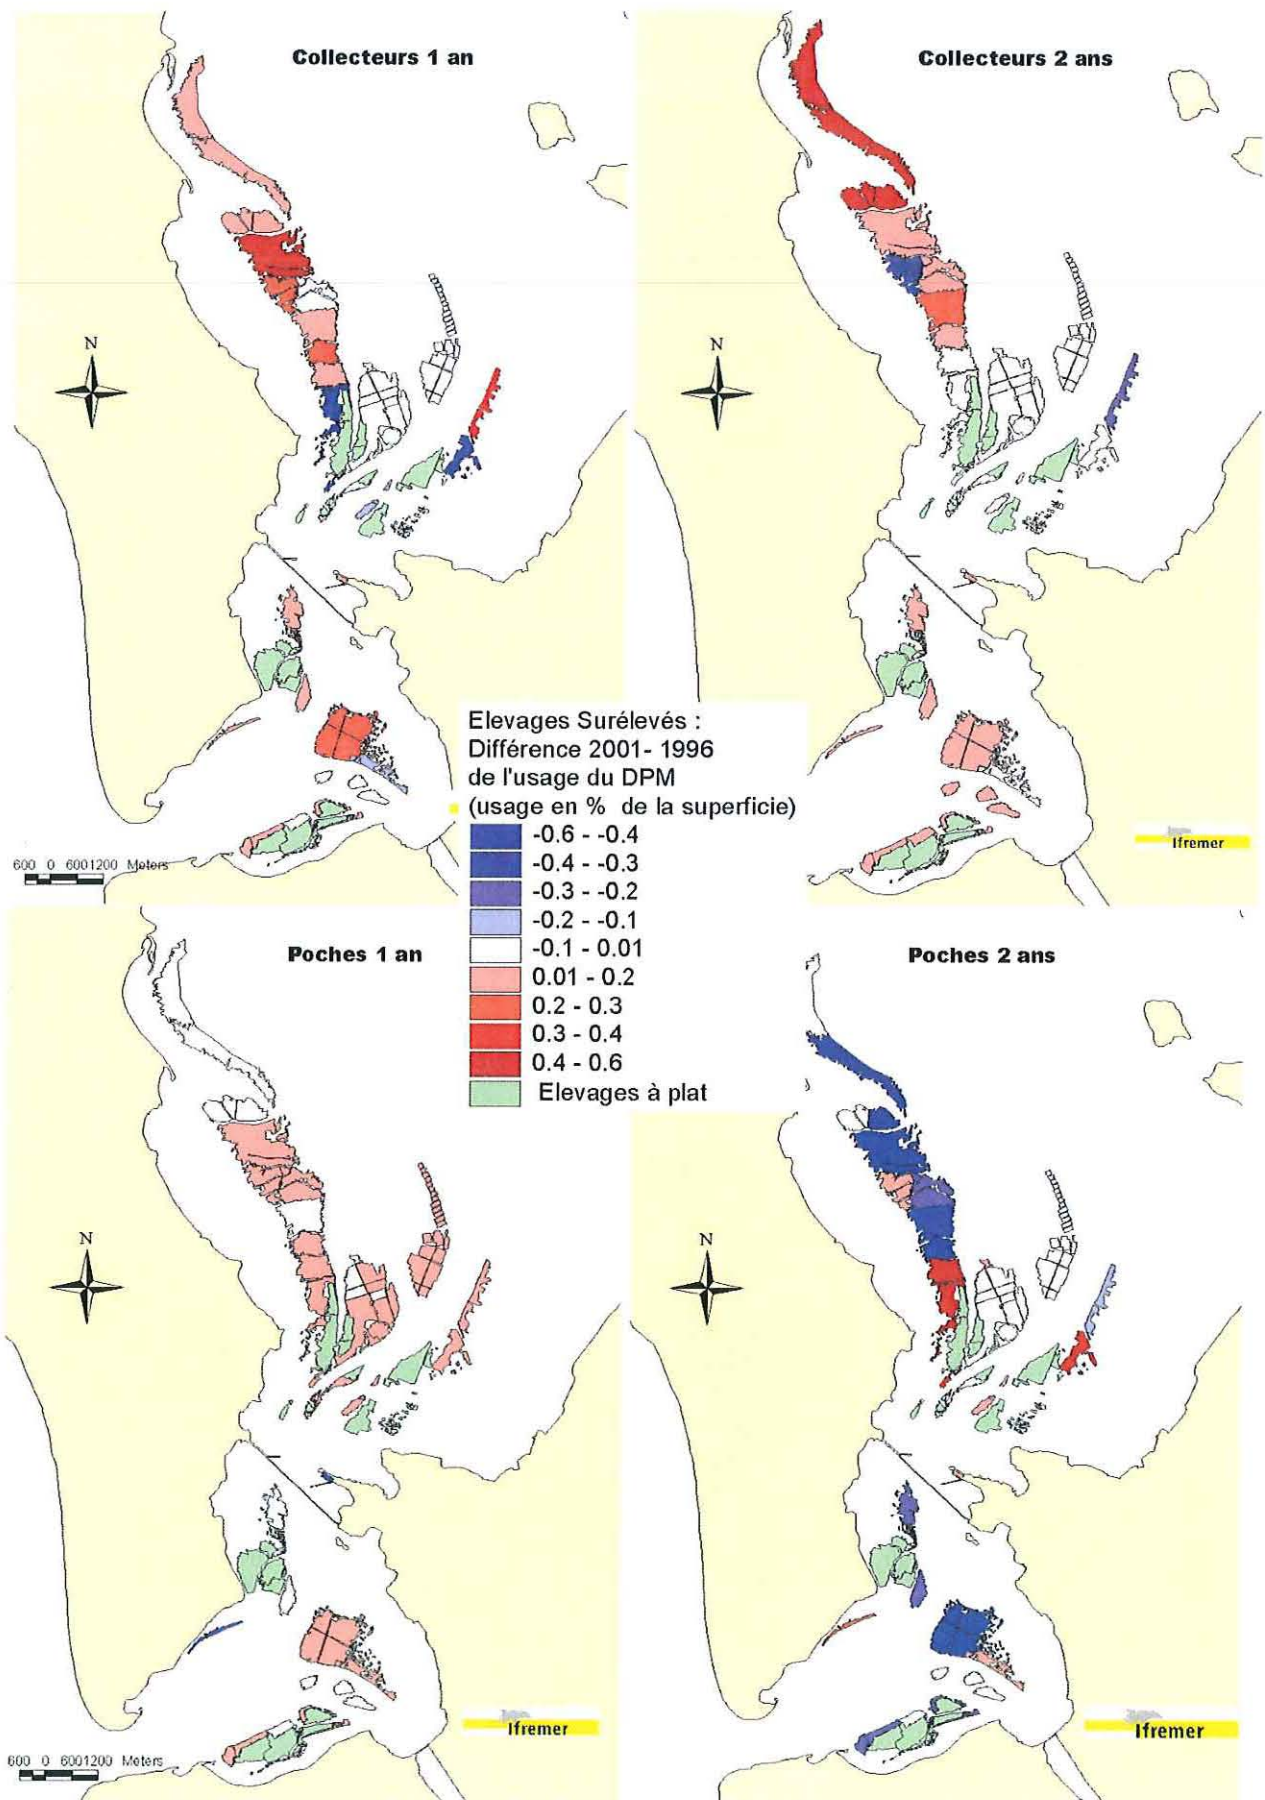 Collecteurs 1 an
Collecteurs 2 ans
N
N
Elevages Surélevés :
Différence 2001- 1996
de l'usage du DPM
(usage en % de la superficie)
-0.6 - -0.4
-0.4 - -0.3
-0.3 - -0.2
-0.2 - -0.1
-0.1 - 0.01
0.01 - 0.2
0.2 - 0.3
0.3 - 0.4
0.4 - 0.6
Elevages à plat
600 0 6001200 Meters
Ifremer
Poches 1 an
Poches 2 ans
N
N
Ifremer
Ifremer
600 0 6001200 Meters